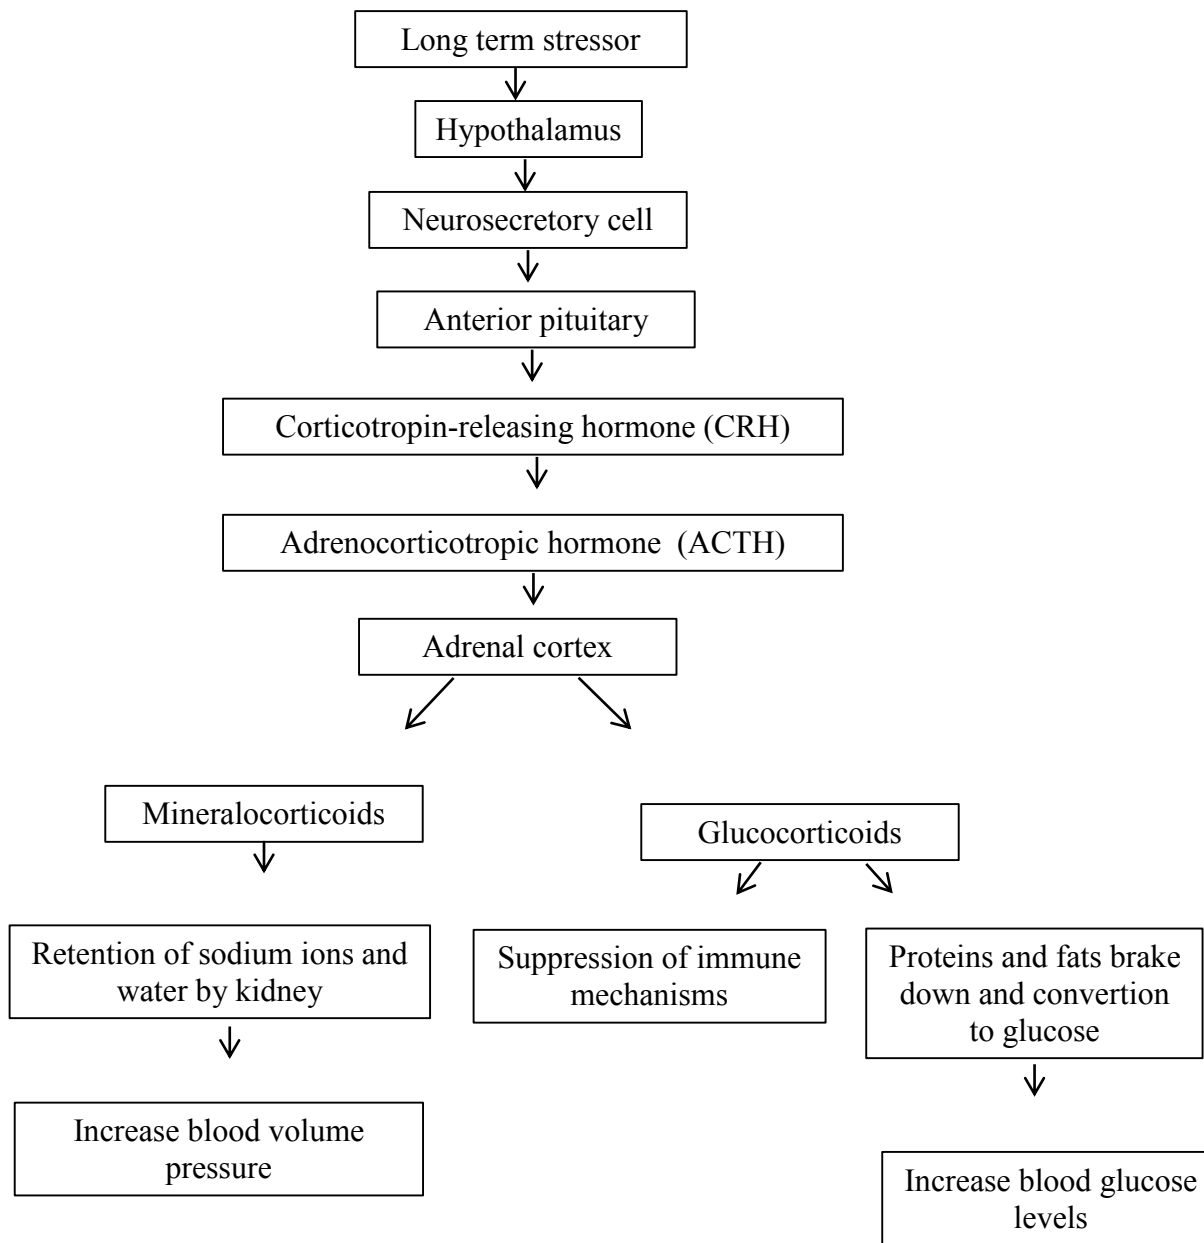 Long term stressor
Hypothalamus
Neurosecretory cell
Anterior pituitary
Corticotropin-releasing hormone (CRH)
Adrenocorticotropic hormone  (ACTH)
Adrenal cortex
Mineralocorticoids
Glucocorticoids
Retention of sodium ions and
water by kidney
Suppression of immune
mechanisms
Proteins and fats brake
down and convertion
to glucose
Increase blood volume
pressure
Increase blood glucose
levels